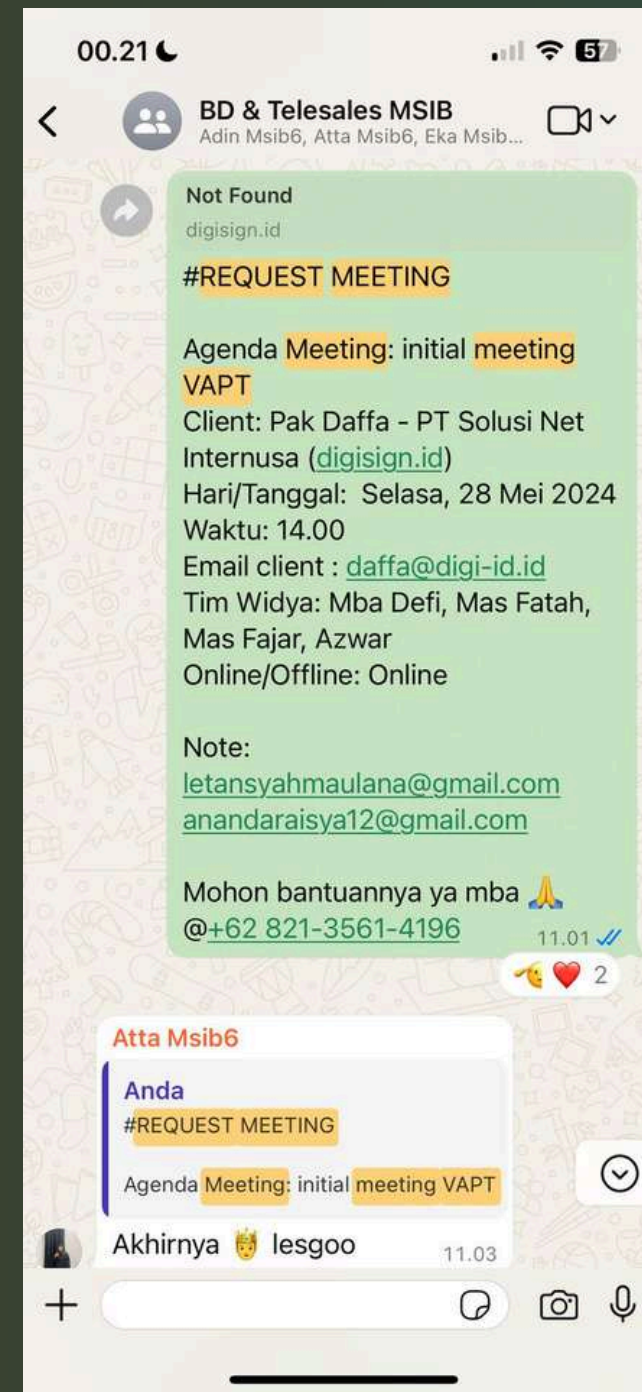 00.21
57
BD & Telesales MSIB
Adin Msib6, Atta Msib6, Eka Msib...
Not Found
digisign.id
#REQUEST MEETING
Agenda Meeting: initial meeting
VAPT
Client: Pak Daffa - PT Solusi Net
Internusa (digisign.id)
Hari/Tanggal: Selasa, 28 Mei 2024
Waktu: 14.00
Email client : daffa@digi-id.id
Tim Widya: Mba Defi, Mas Fatah,
Mas Fajar, Azwar
Online/Offline: Online
Note:
letansyahmaulana@gmail.com
anandaraisya12@gmail.com
Mohon bantuannya ya mba 🙏
@+62 821-3561-4196
11.01
🫡 ❤️ 2
Atta Msib6
Anda
#REQUEST MEETING
Agenda Meeting: initial meeting VAPT
Akhirnya 🤴 lesgoo
11.03